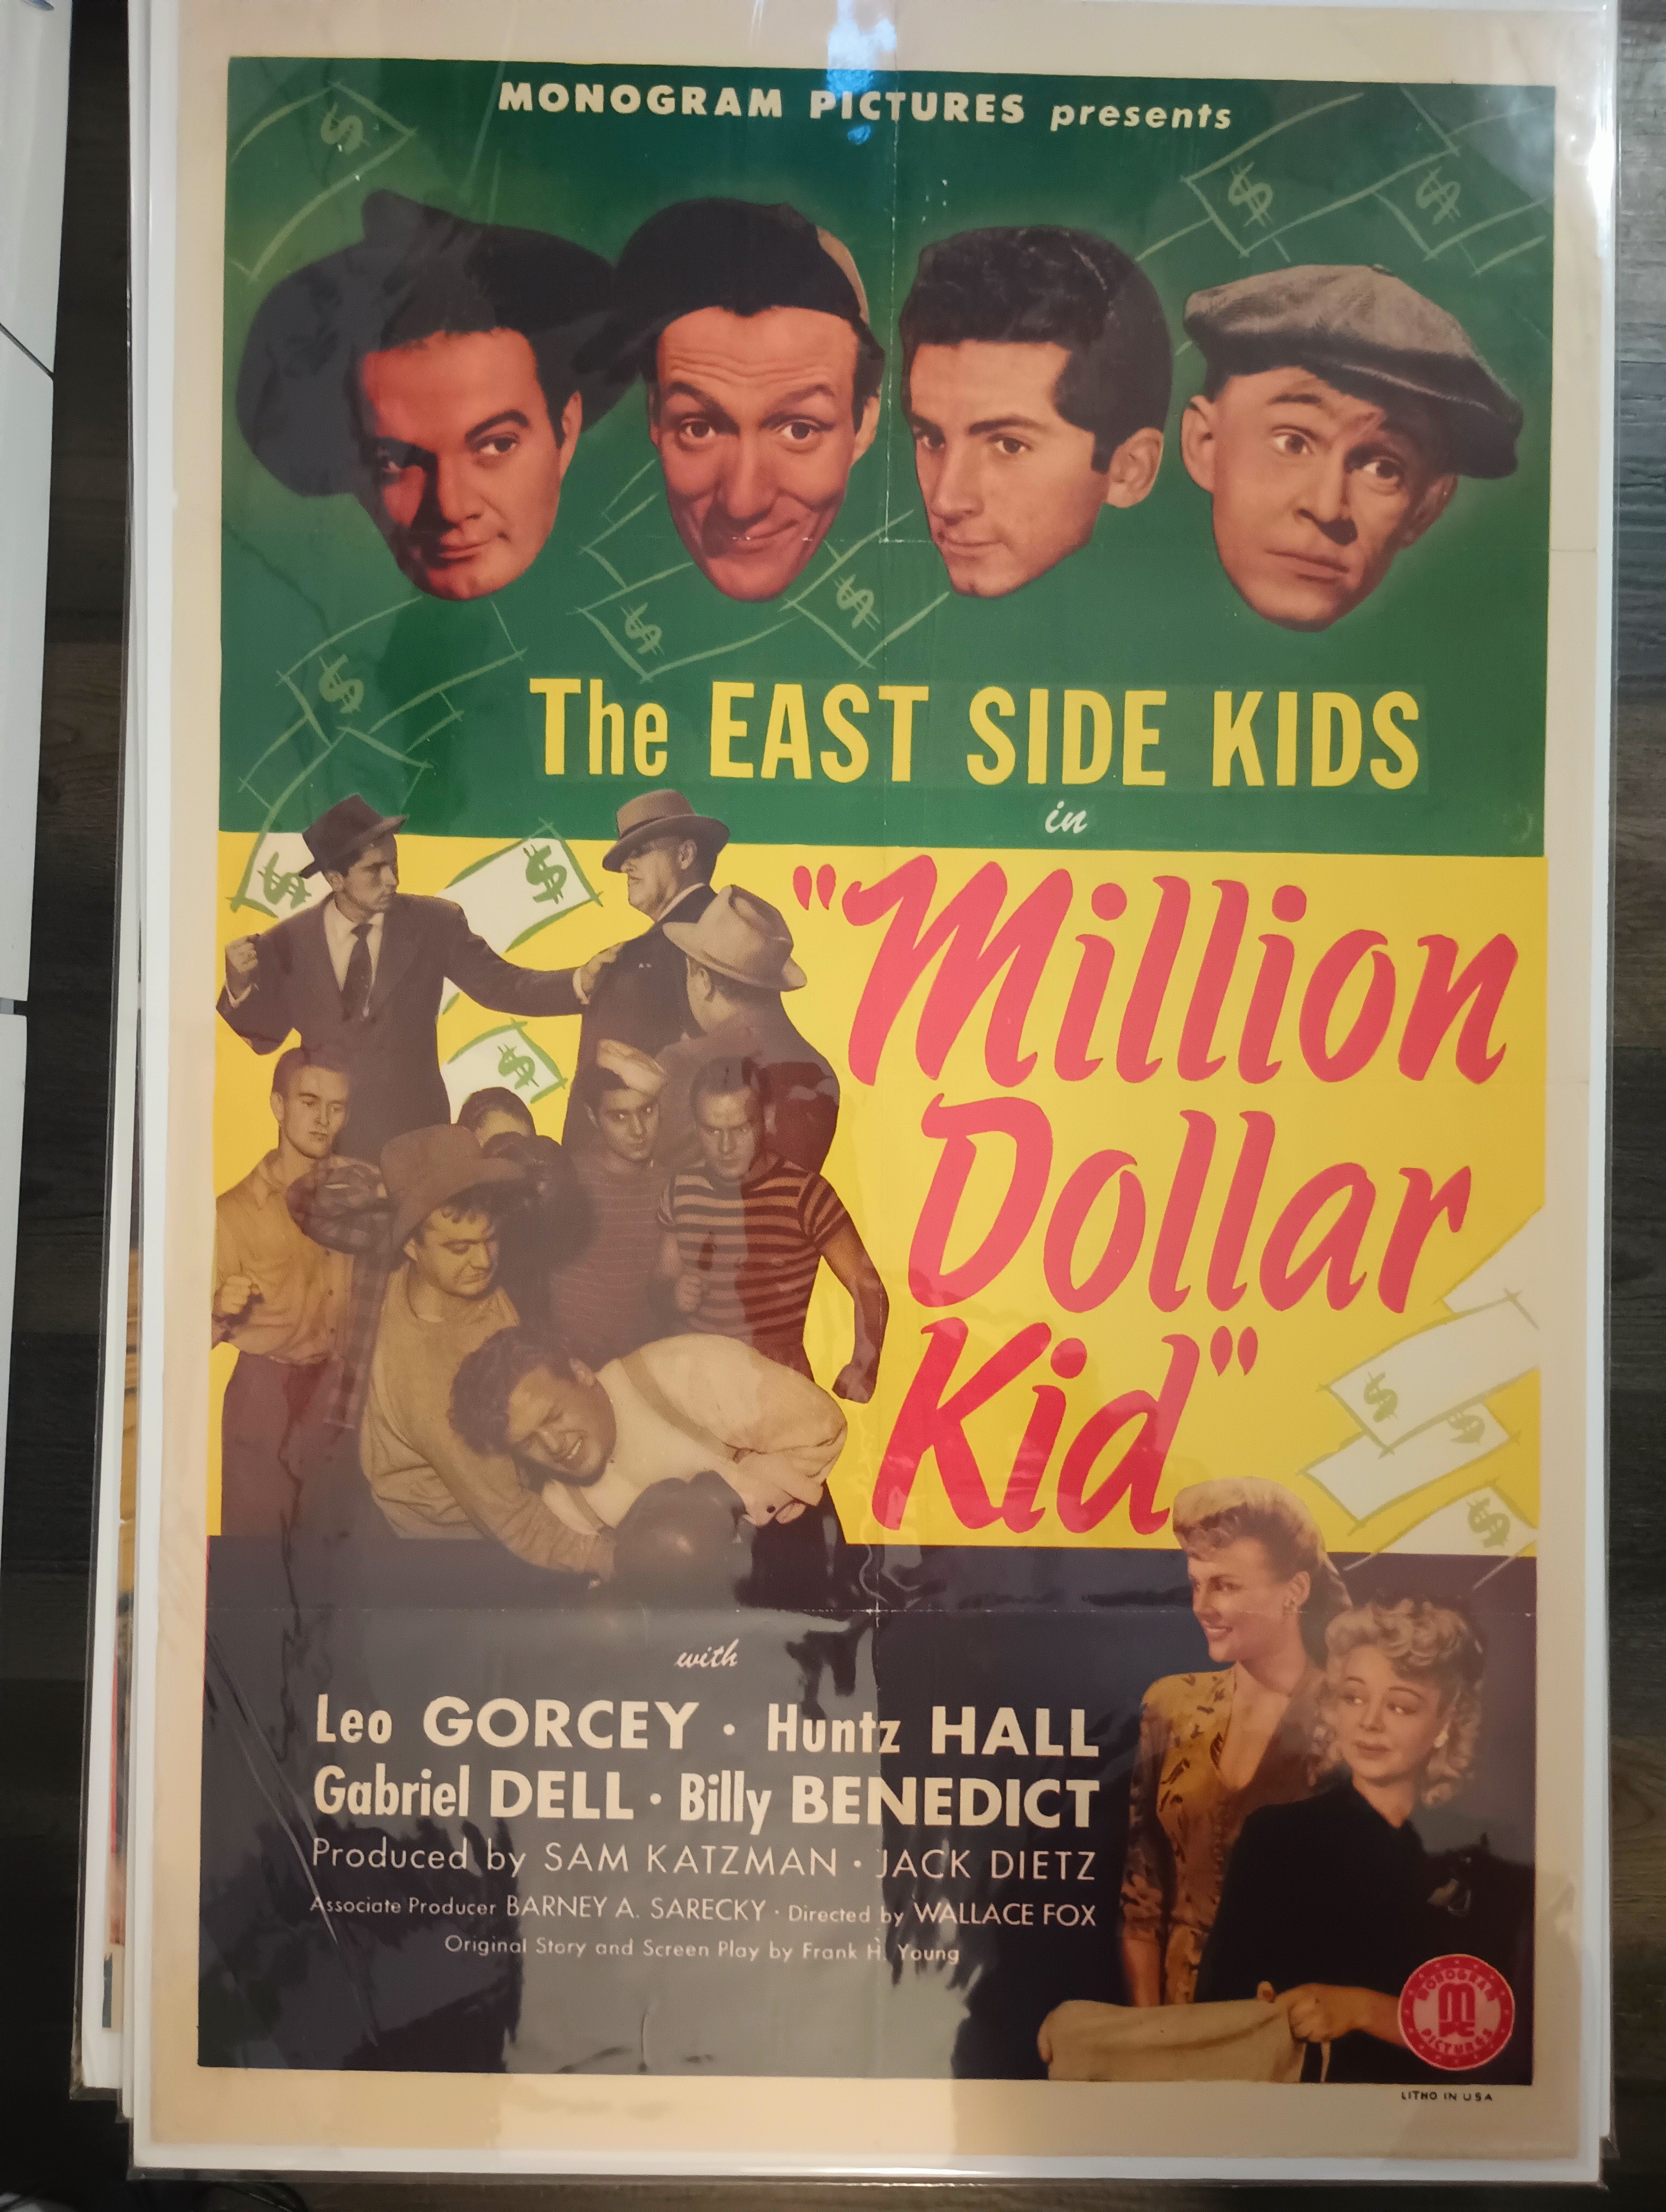 MONOGRAM PICTURES presents
The EAST SIDE KIDS
in
"Million
Dollar
Kid"
with
Leo GORCEY · Huntz HALL
Gabriel DELL · Billy BENEDICT
Produced by SAM KATZMAN · JACK DIETZ
Associate Producer BARNEY A. SARECKY · Directed by WALLACE FOX
Original Story and Screen Play by Frank H. Young
MONOGRAM
PICTURES
LITHO IN USA